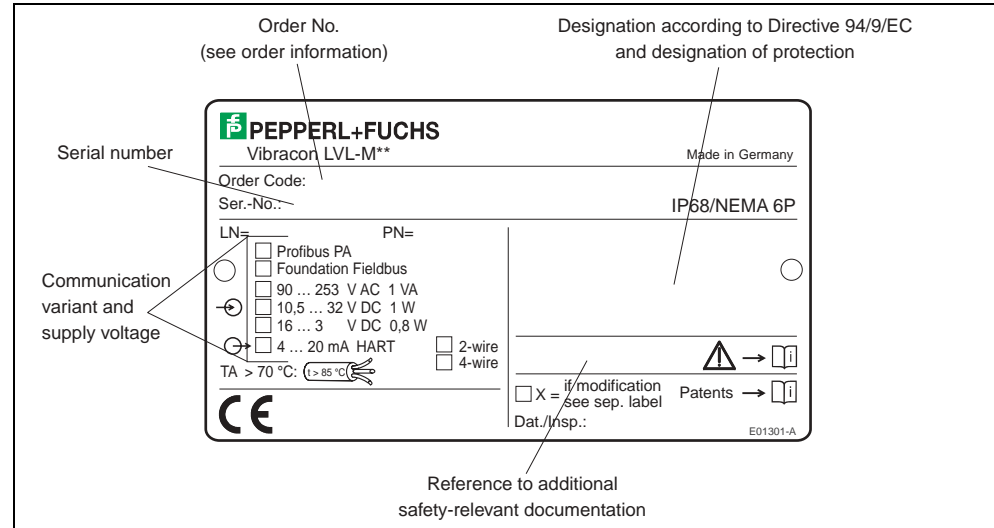 Order No.
(see order information)
Designation according to Directive 94/9/EC
and designation of protection
PEPPERL+FUCHS
Vibracon LVL-M**
Made in Germany
Serial number
Order Code:
Ser.-No.:
IP68/NEMA 6P
LN=
PN=
Profibus PA
Foundation Fieldbus
90 ... 253 V AC 1 VA
10,5 ... 32 V DC 1 W
16 ... 3 V DC 0,8 W
4 ... 20 mA HART
2-wire
4-wire
Communication
variant and
supply voltage
TA > 70 °C: t > 85 °C
i
X = if modification
see sep. label
Patents → i
Dat./Insp.:
CE
E01301-A
Reference to additional
safety-relevant documentation